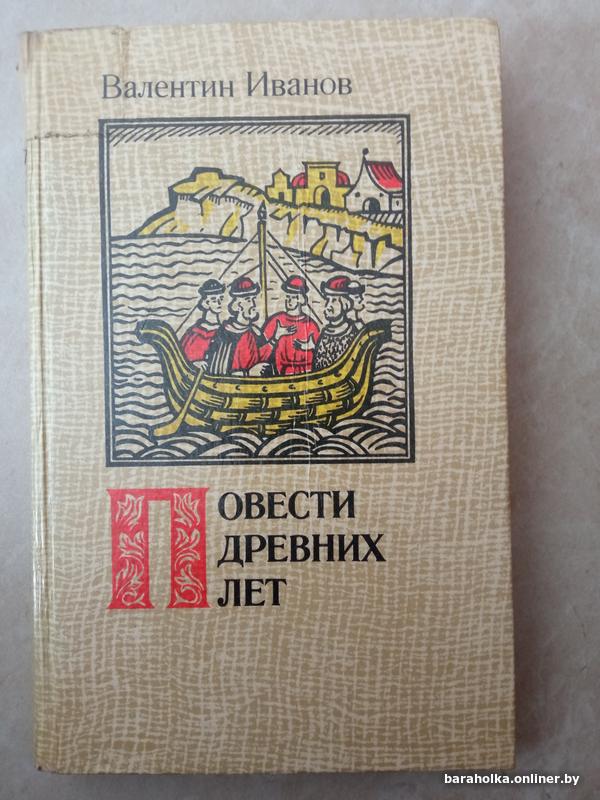 Валентин Иванов
ПОВЕСТИ
ДРЕВНИХ
ЛЕТ
baraholka.onliner.by